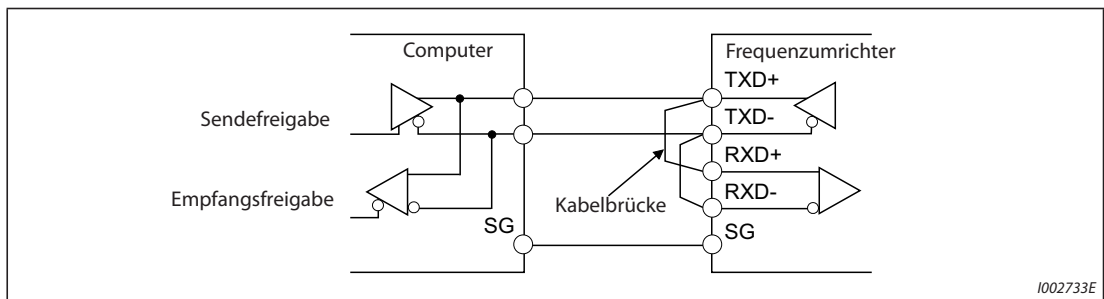 Computer
Frequenzumrichter
TXD+
Sendefreigabe
TXD-
RXD+
Empfangsfreigabe
Kabelbrücke
RXD-
SG
SG
I002733E